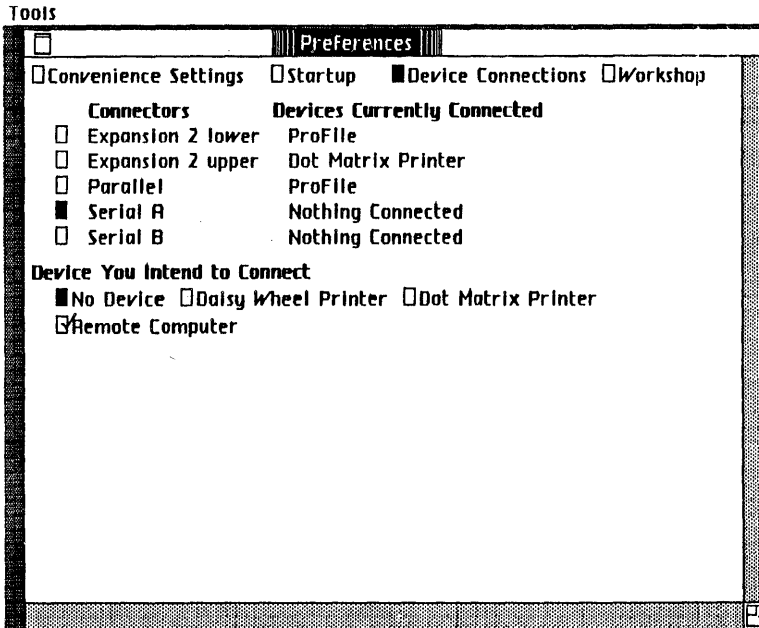 Tools
Preferences
Convenience Settings Startup Device Connections Workshop
Connectors Devices Currently Connected
Expansion 2 lower ProFile
Expansion 2 upper Dot Matrix Printer
Parallel ProFile
Serial A Nothing Connected
Serial B Nothing Connected
Device You Intend to Connect
No Device Daisy Wheel Printer Dot Matrix Printer
Remote Computer